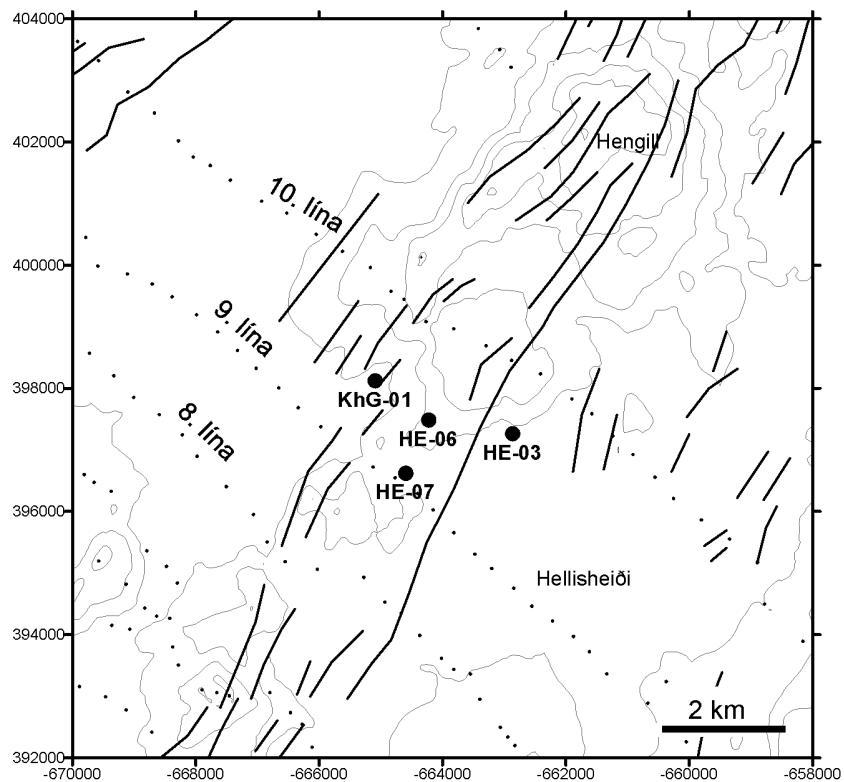 404000
402000
400000
398000
396000
394000
392000
Hengill
10. lína
9. lína
8. lína
KhG-01
HE-06
HE-03
HE-07
Hellisheiði
2 km
-670000
-668000
-666000
-664000
-662000
-660000
-658000